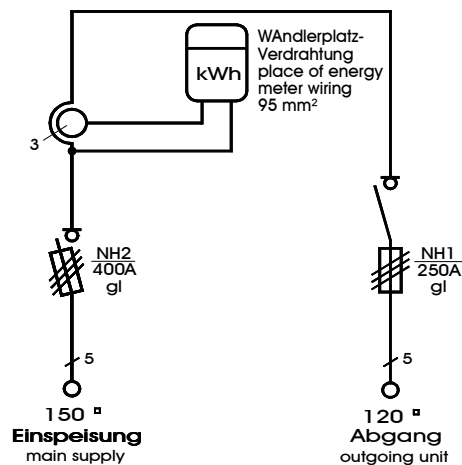 WAndlerplatz-
Verdrahtung
place of energy
meter wiring
95 mm²
kWh
3
NH2
400A
gl
NH1
250A
gl
5
5
150 ▫
Einspeisung
main supply
120 ▫
Abgang
outgoing unit